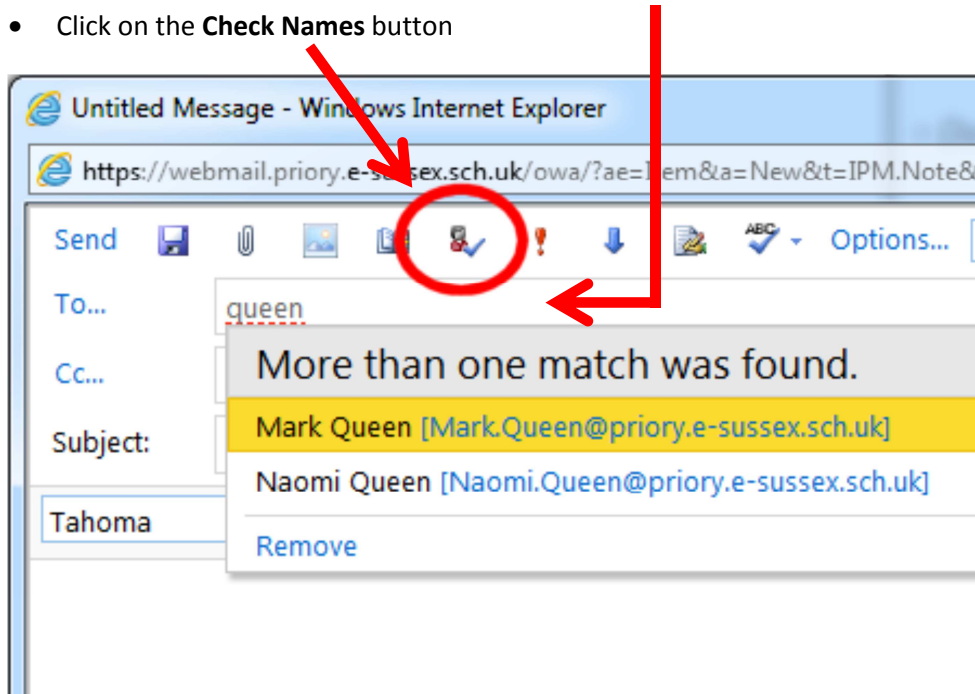 • Click on the Check Names button
Untitled Message - Windows Internet Explorer
https://webmail.priory.e-sussex.sch.uk/owa/?ae=Item&a=New&t=IPM.Note&
Send ABC Options...
To... queen
Cc...
More than one match was found.
Subject:
Mark Queen [Mark.Queen@priory.e-sussex.sch.uk]
Naomi Queen [Naomi.Queen@priory.e-sussex.sch.uk]
Tahoma
Remove